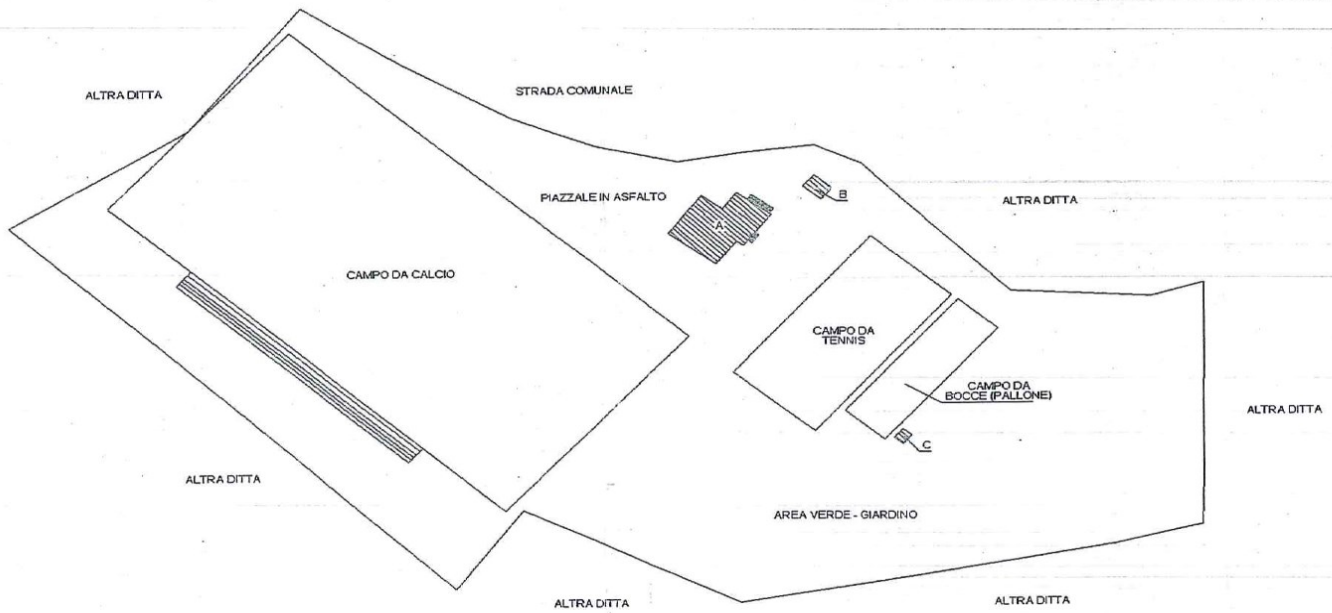 STRADA COMUNALE
ALTRA DITTA
PIAZZALE IN ASFALTO
B
ALTRA DITTA
A
CAMPO DA CALCIO
CAMPO DA
TENNIS
CAMPO DA
BOCCE (PALLONE)
ALTRA DITTA
C
ALTRA DITTA
AREA VERDE - GIARDINO
ALTRA DITTA
ALTRA DITTA